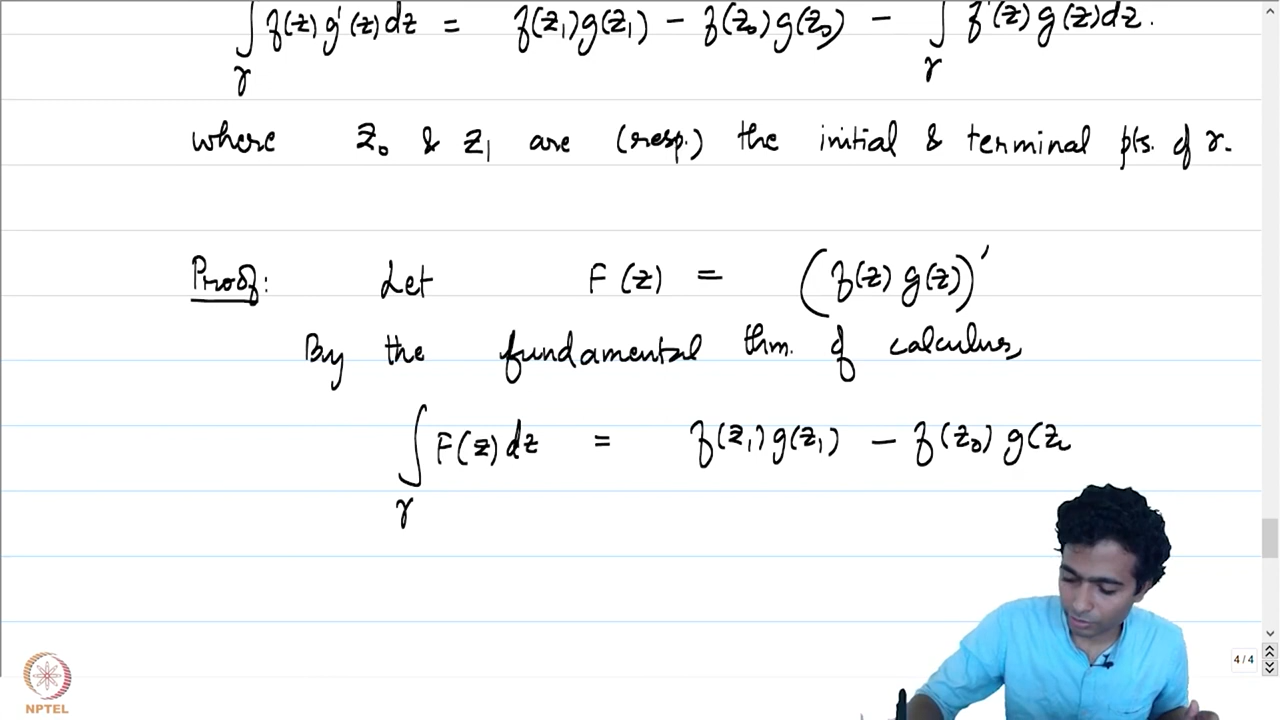 ∫_γ f(z) g'(z) dz = f(z₁)g(z₁) − f(z₀)g(z₀) − ∫_γ f'(z) g(z) dz.
where z₀ & z₁ are (resp.) the initial & terminal pts. of γ.
Proof: Let F(z) = (f(z) g(z))'
By the fundamental thm. of calculus,
∫_γ F(z) dz = f(z₁)g(z₁) − f(z₀) g(z
4 / 4
NPTEL